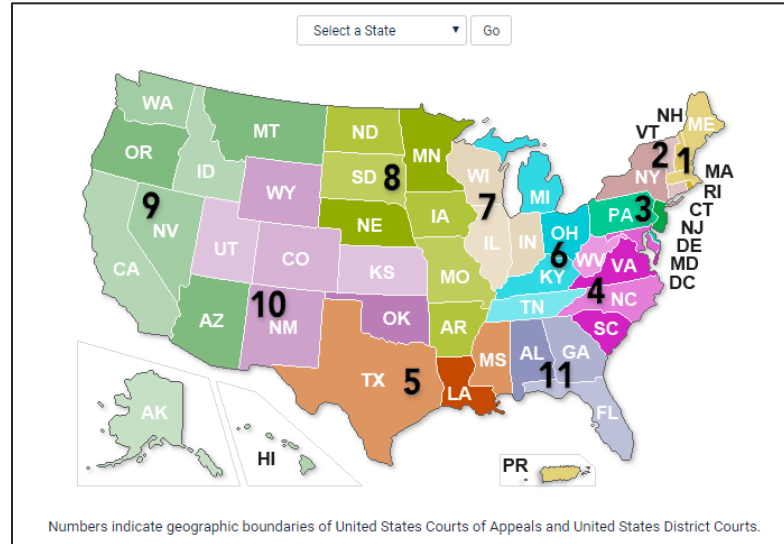 Select a State
Go
WA
MT
ND
MN
NH
ME
VT
OR
ID
SD
8
WI
2
1
NY
MA
WY
MI
RI
9
NV
NE
IA
7
PA
3
CT
NJ
UT
CO
IL
IN
OH
6
DE
CA
KS
MO
WV
VA
MD
KY
4
DC
10
NC
AZ
NM
OK
AR
TN
SC
TX
5
MS
AL
GA
11
LA
AK
FL
HI
PR
Numbers indicate geographic boundaries of United States Courts of Appeals and United States District Courts.